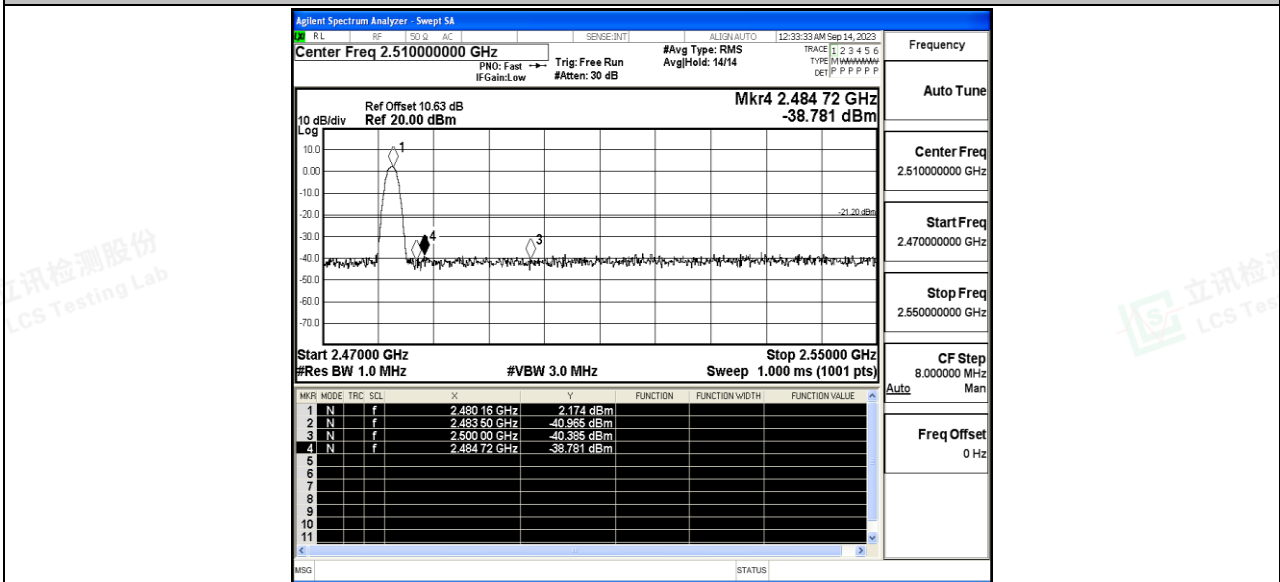 Agilent Spectrum Analyzer - Swept SA
RL RF 50 Ω AC SENSE:INT ALIGN AUTO 12:33:33 AM Sep 14, 2023
Center Freq 2.510000000 GHz
#Avg Type: RMS
Avg|Hold: 14/14
PNO: Fast
IFGain:Low
Trig: Free Run
#Atten: 30 dB
TRACE 1 2 3 4 5 6
TYPE
DET P P P P P P
Mkr4 2.484 72 GHz
-38.781 dBm
Ref Offset 10.63 dB
10 dB/div Ref 20.00 dBm
Log
10.0
0.00
-10.0
-20.0
-30.0
-40.0
-50.0
-60.0
-70.0
1
4
3
-21.20 dBm
Start 2.47000 GHz Stop 2.55000 GHz
#Res BW 1.0 MHz #VBW 3.0 MHz Sweep 1.000 ms (1001 pts)
MKR MODE TRC SCL X Y FUNCTION FUNCTION WIDTH FUNCTION VALUE
1 N f 2.480 16 GHz 2.174 dBm
2 N f 2.483 50 GHz -40.965 dBm
3 N f 2.500 00 GHz -40.385 dBm
4 N f 2.484 72 GHz -38.781 dBm
5
6
7
8
9
10
11
MSG STATUS
Frequency
Auto Tune
Center Freq
2.510000000 GHz
Start Freq
2.470000000 GHz
Stop Freq
2.550000000 GHz
CF Step
8.000000 MHz
Auto Man
Freq Offset
0 Hz
立讯检测股份
LCS Testing Lab
立讯检
LCS Tes